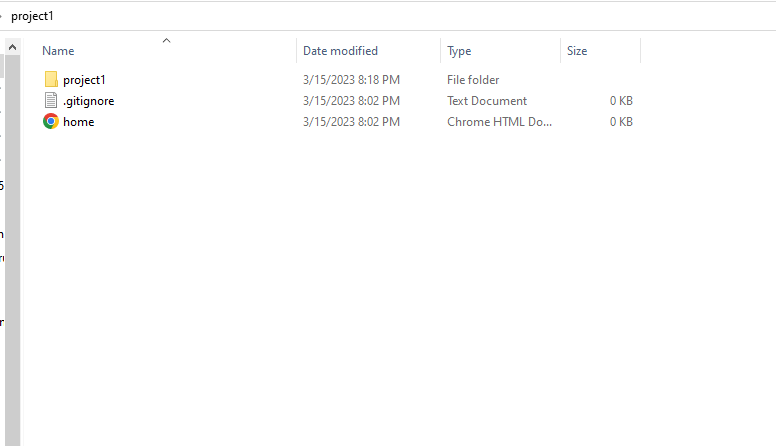 project1
Name Date modified Type Size
project1 3/15/2023 8:18 PM File folder
.gitignore 3/15/2023 8:02 PM Text Document 0 KB
home 3/15/2023 8:02 PM Chrome HTML Do... 0 KB